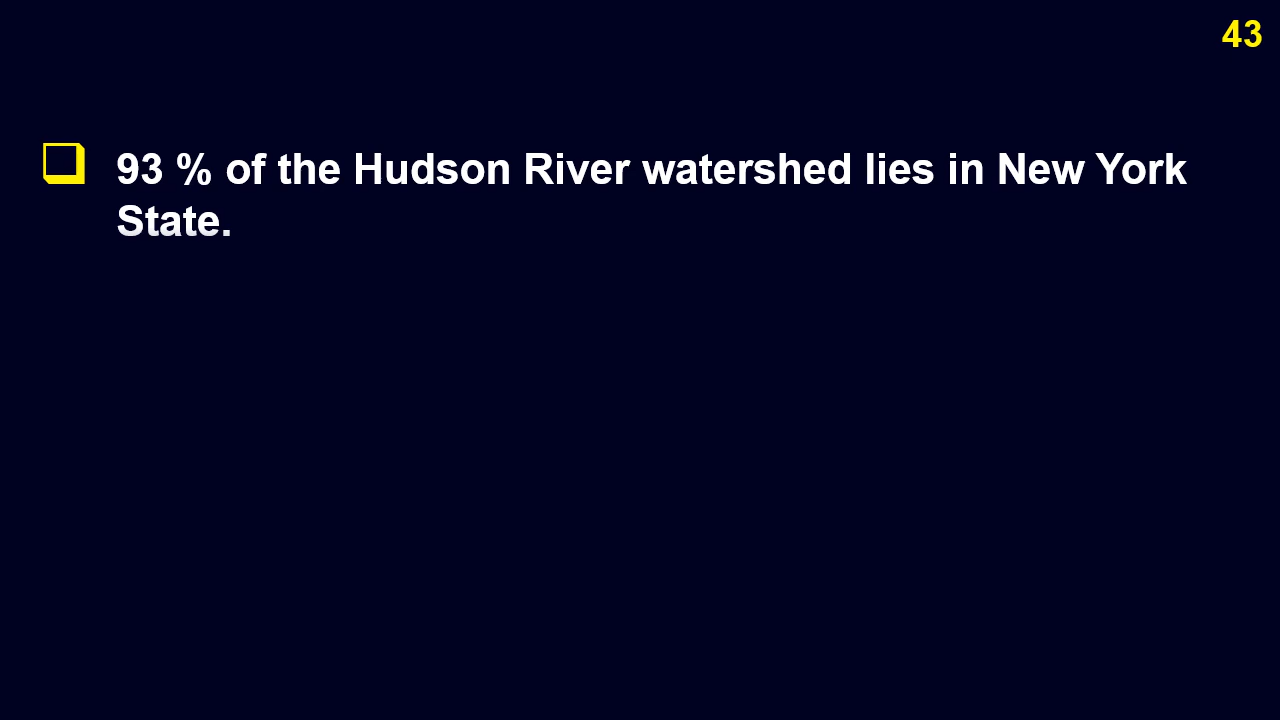 43
❑ 93 % of the Hudson River watershed lies in New York
State.